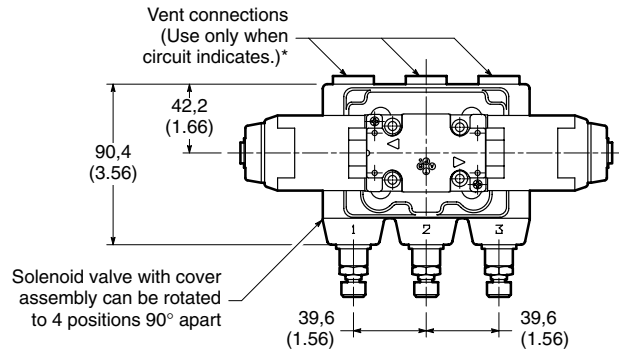 Vent connections
(Use only when
circuit indicates.)*
42,2
(1.66)
90,4
(3.56)
1 2 3
Solenoid valve with cover
assembly can be rotated
to 4 positions 90° apart
39,6
(1.56)
39,6
(1.56)